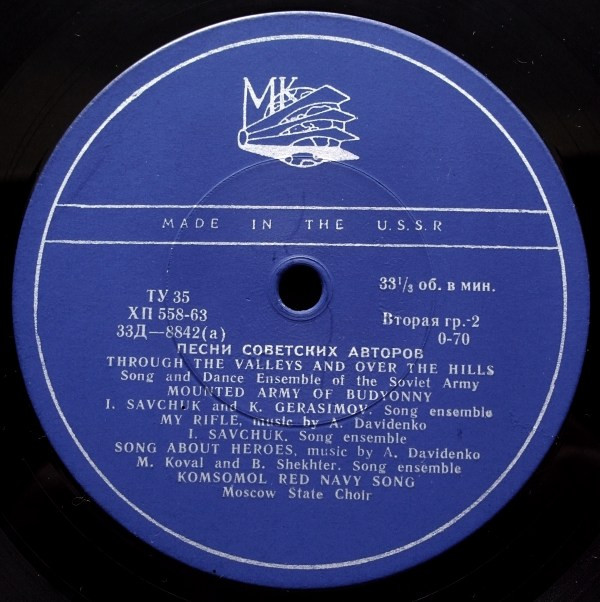 МК
MADE IN THE U.S.S.R
ТУ 35
ХП 558-63
33Д—8842(а)
33⅓ об. в мин.
Вторая гр.-2
0-70
ПЕСНИ СОВЕТСКИХ АВТОРОВ
THROUGH THE VALLEYS AND OVER THE HILLS
Song and Dance Ensemble of the Soviet Army
MOUNTED ARMY OF BUDYONNY
I. SAVCHUK and K. GERASIMOV. Song ensemble
MY RIFLE, music by A. Davidenko
I. SAVCHUK. Song ensemble
SONG ABOUT HEROES, music by A. Davidenko
M. Koval and B. Shekhter. Song ensemble
KOMSOMOL RED NAVY SONG
Moscow State Choir